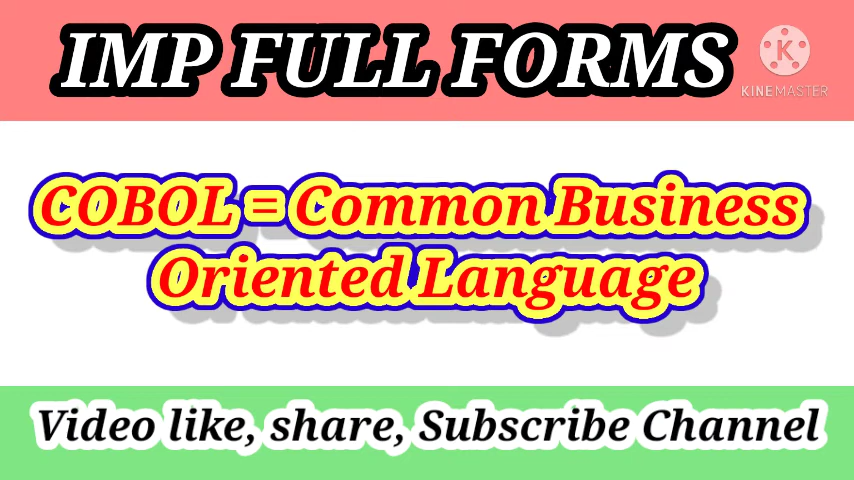 IMP FULL FORMS
KINEMASTER
COBOL = Common Business
Oriented Language
Video like, share, Subscribe Channel